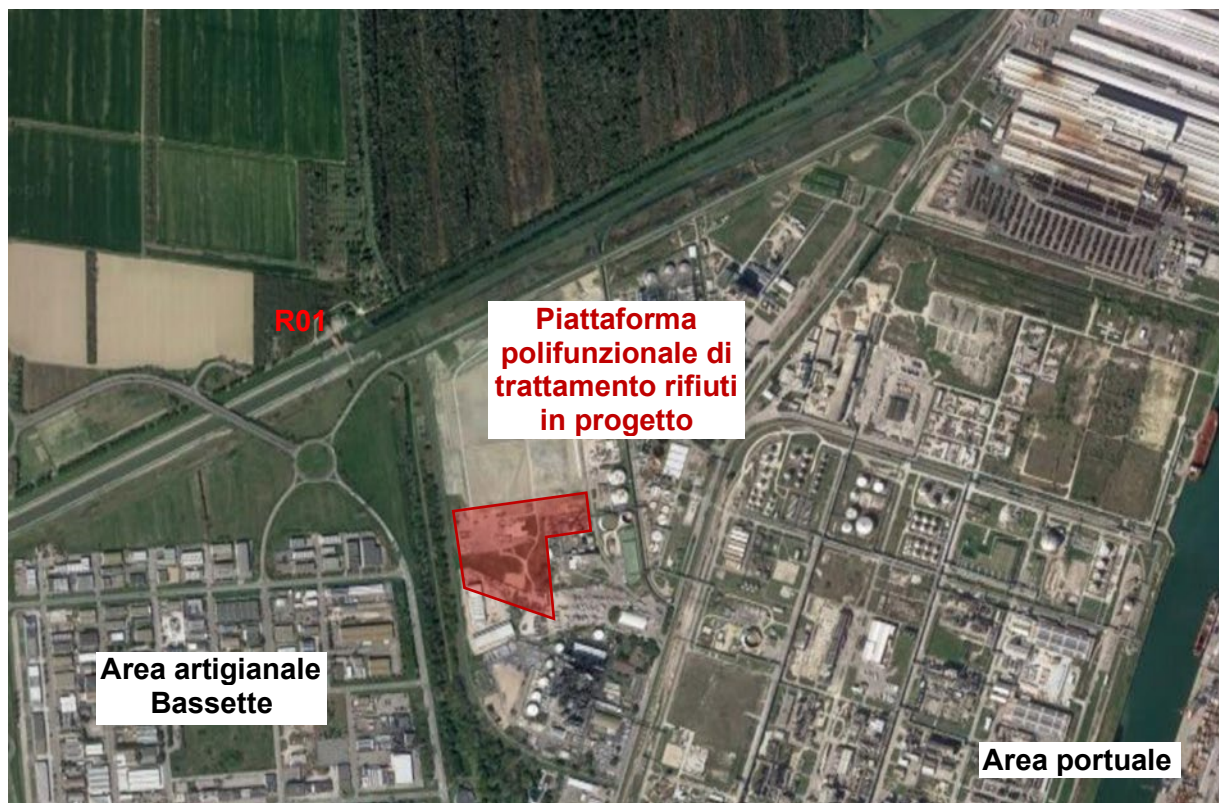 R01
Piattaforma
polifunzionale di
trattamento rifiuti
in progetto
Area artigianale
Bassette
Area portuale